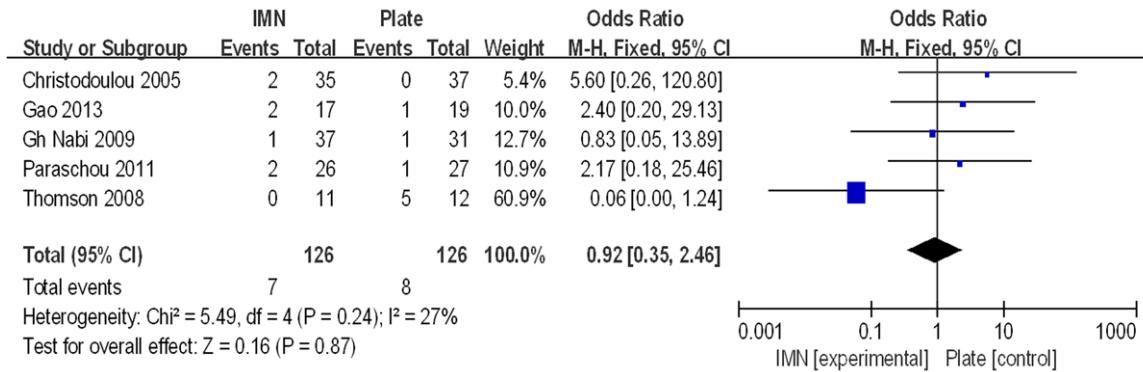 IMN Plate Odds Ratio Odds Ratio
Study or Subgroup Events Total Events Total Weight M-H, Fixed, 95% CI M-H, Fixed, 95% CI
Christodoulou 2005 2 35 0 37 5.4% 5.60 [0.26, 120.80]
Gao 2013 2 17 1 19 10.0% 2.40 [0.20, 29.13]
Gh Nabi 2009 1 37 1 31 12.7% 0.83 [0.05, 13.89]
Paraschou 2011 2 26 1 27 10.9% 2.17 [0.18, 25.46]
Thomson 2008 0 11 5 12 60.9% 0.06 [0.00, 1.24]
Total (95% CI) 126 126 100.0% 0.92 [0.35, 2.46]
Total events 7 8
Heterogeneity: Chi² = 5.49, df = 4 (P = 0.24); I² = 27%
Test for overall effect: Z = 0.16 (P = 0.87)
0.001 0.1 1 10 1000
IMN [experimental] Plate [control]